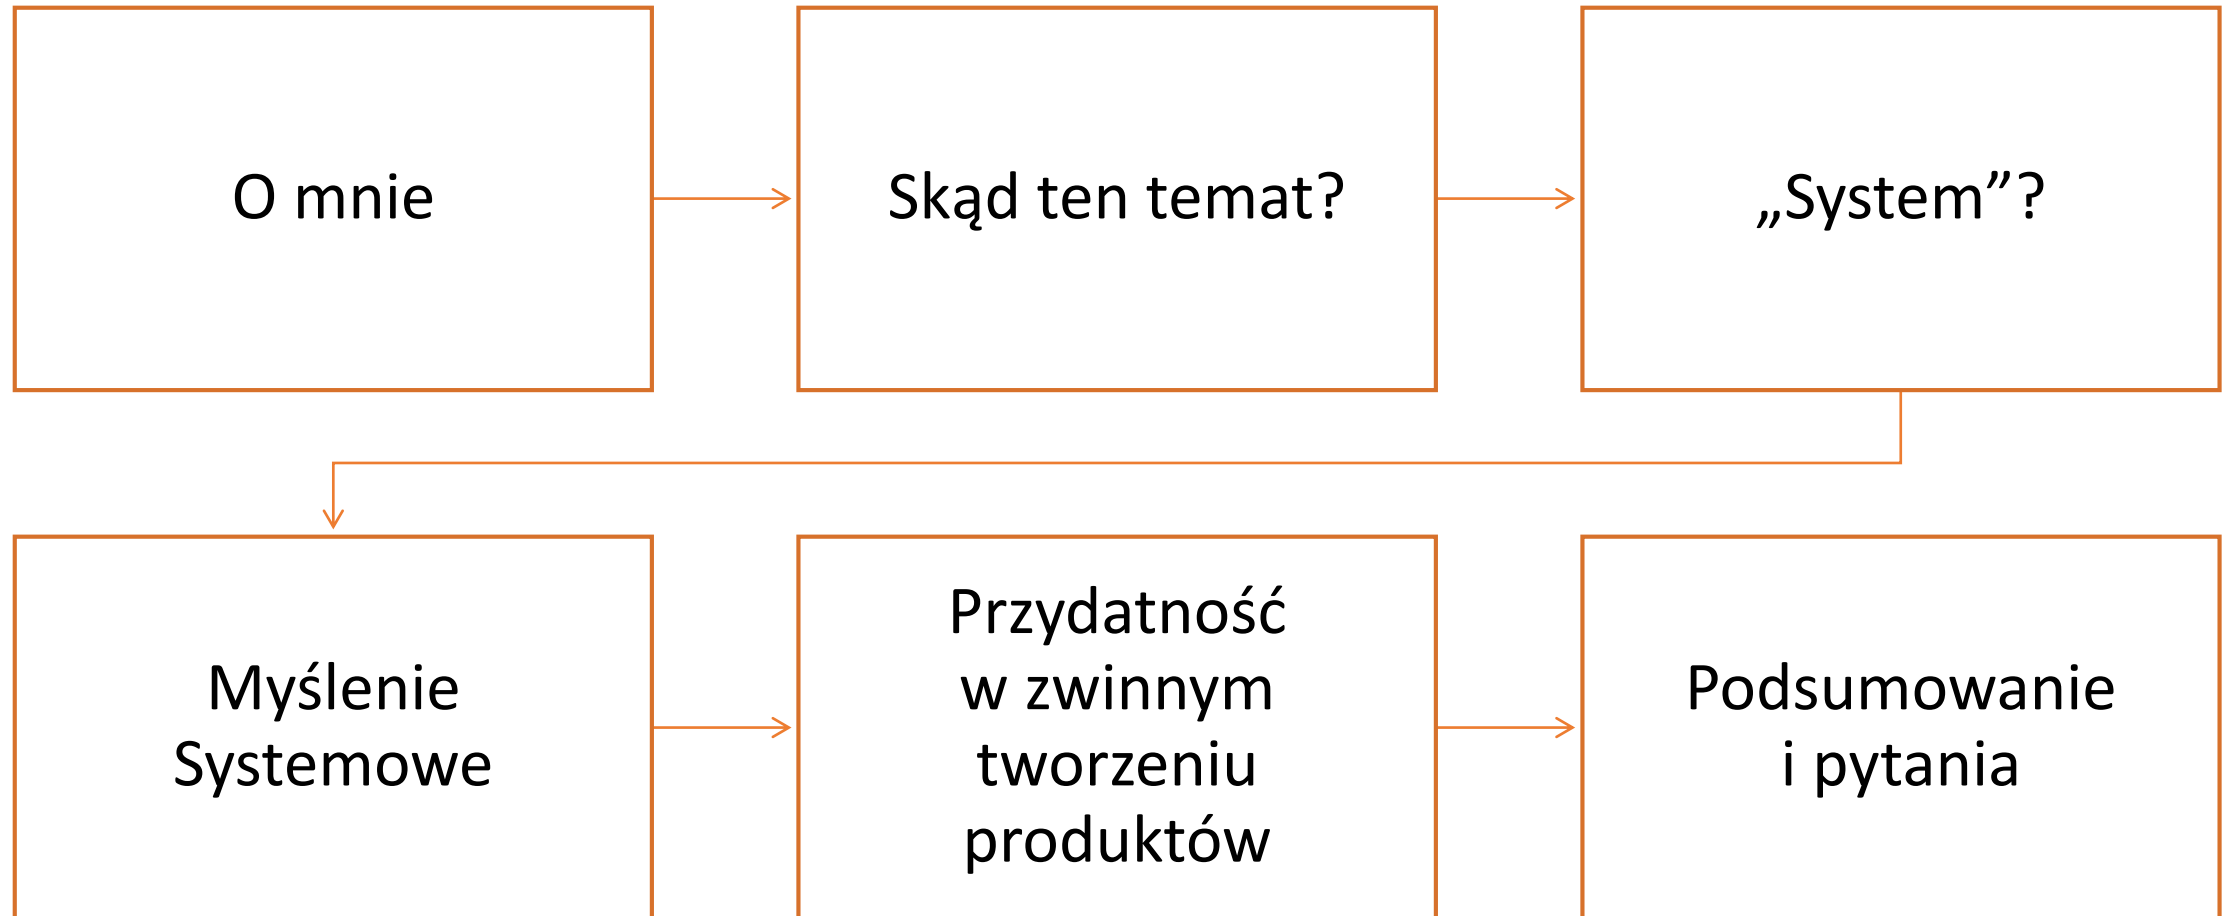 O mnie
Skąd ten temat?
„System”?
Myślenie
Systemowe
Przydatność
w zwinnym
tworzeniu
produktów
Podsumowanie
i pytania